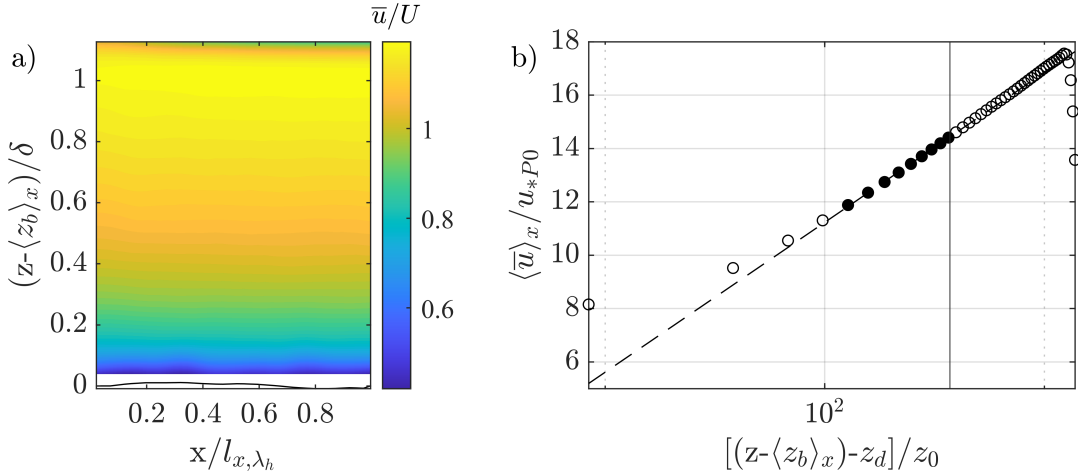 a)
u̅/U
1
0.8
0.6
0.4
0.2
0
(z-⟨z_b⟩_x)/δ
0.2 0.4 0.6 0.8
x/l_{x,λ_h}
1
0.8
0.6
b)
18
16
14
12
10
8
6
⟨u̅⟩_x/u_{*P0}
10²
[(z-⟨z_b⟩_x)-z_d]/z_0